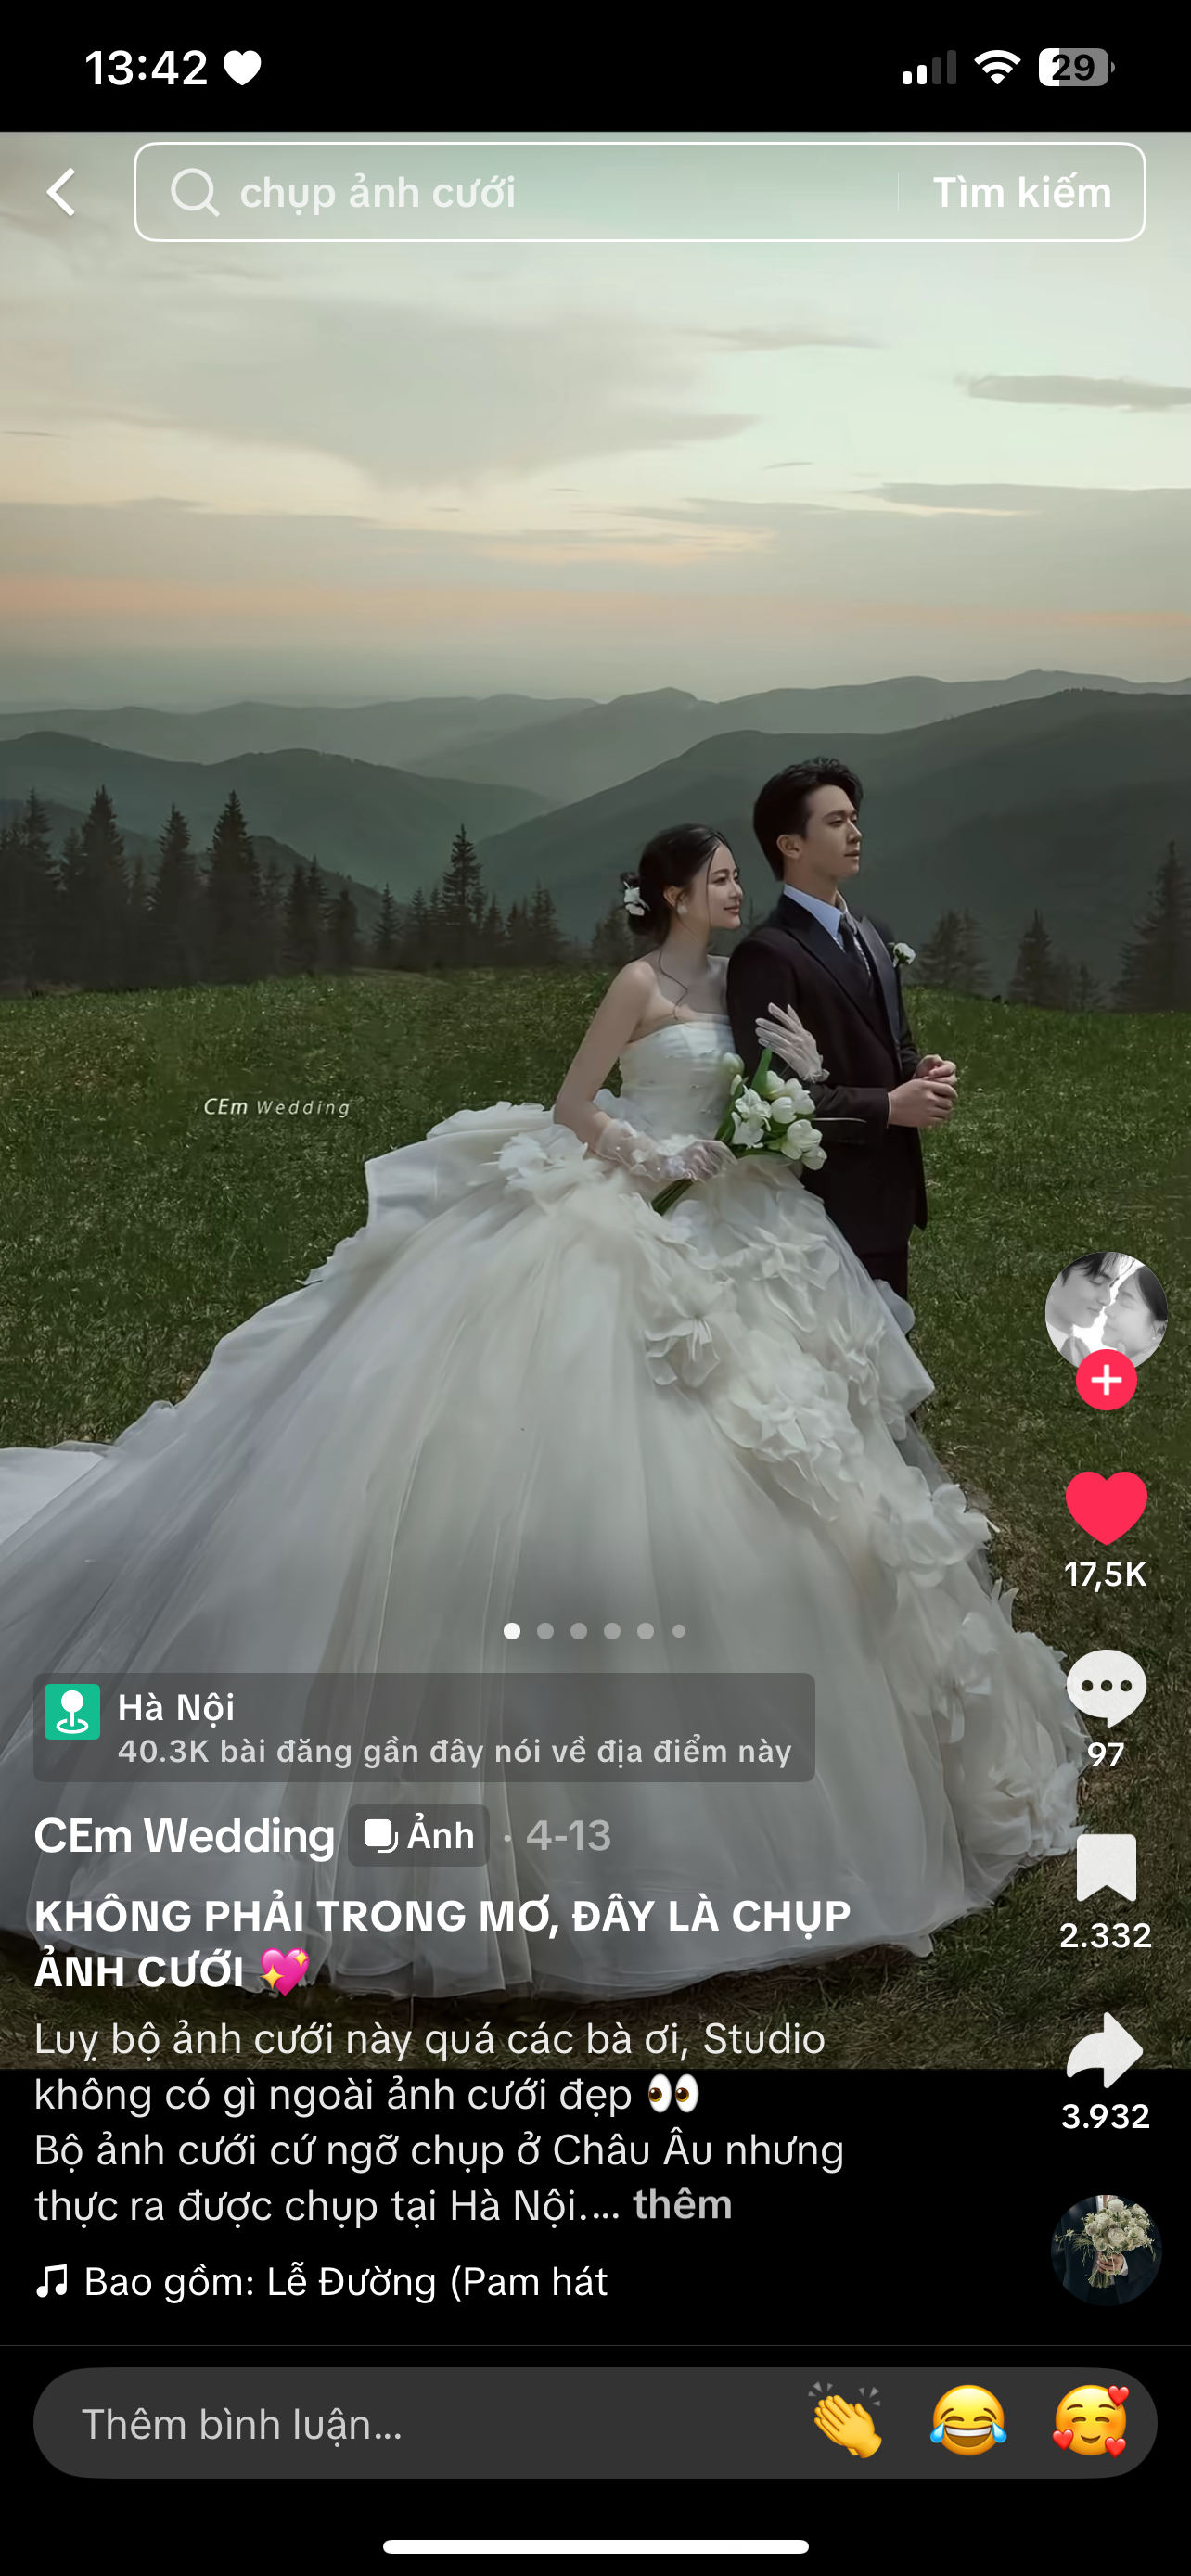 13:42
29
chụp ảnh cưới
Tìm kiếm
CEm Wedding
17,5K
97
2.332
3.932
Hà Nội
40.3K bài đăng gần đây nói về địa điểm này
CEm Wedding Ảnh · 4-13
KHÔNG PHẢI TRONG MƠ, ĐÂY LÀ CHỤP
ẢNH CƯỚI 💖
Luỵ bộ ảnh cưới này quá các bà ơi, Studio
không có gì ngoài ảnh cưới đẹp 👀
Bộ ảnh cưới cứ ngỡ chụp ở Châu Âu nhưng
thực ra được chụp tại Hà Nội.... thêm
Bao gồm: Lễ Đường (Pam hát
Thêm bình luận...